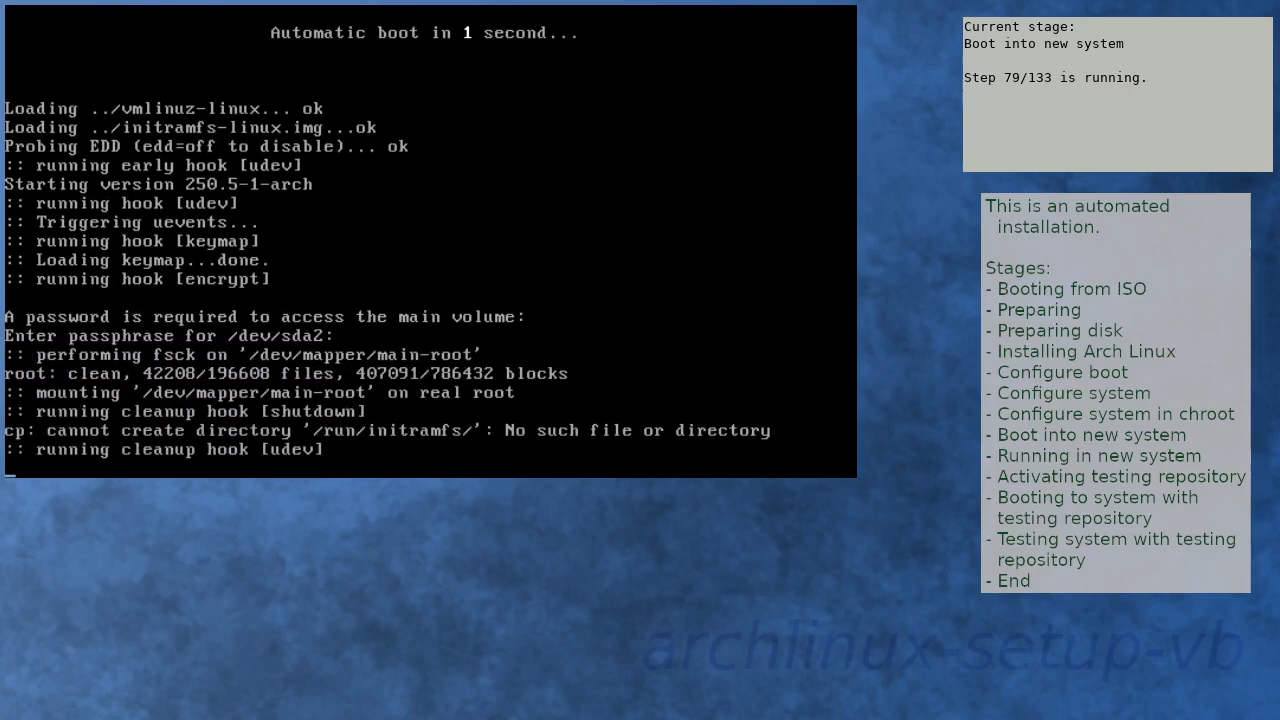 Automatic boot in 1 second...
Loading ../vmlinuz-linux... ok
Loading ../initramfs-linux.img...ok
Probing EDD (edd=off to disable)... ok
:: running early hook [udev]
Starting version 250.5-1-arch
:: running hook [udev]
:: Triggering uevents...
:: running hook [keymap]
:: Loading keymap...done.
:: running hook [encrypt]
A password is required to access the main volume:
Enter passphrase for /dev/sda2:
:: performing fsck on '/dev/mapper/main-root'
root: clean, 42208/196608 files, 407091/786432 blocks
:: mounting '/dev/mapper/main-root' on real root
:: running cleanup hook [shutdown]
cp: cannot create directory '/run/initramfs/': No such file or directory
:: running cleanup hook [udev]
_
Current stage:
Boot into new system
Step 79/133 is running.
This is an automated
installation.
Stages:
- Booting from ISO
- Preparing
- Preparing disk
- Installing Arch Linux
- Configure boot
- Configure system
- Configure system in chroot
- Boot into new system
- Running in new system
- Activating testing repository
- Booting to system with
testing repository
- Testing system with testing
repository
- End
archlinux-setup-vb